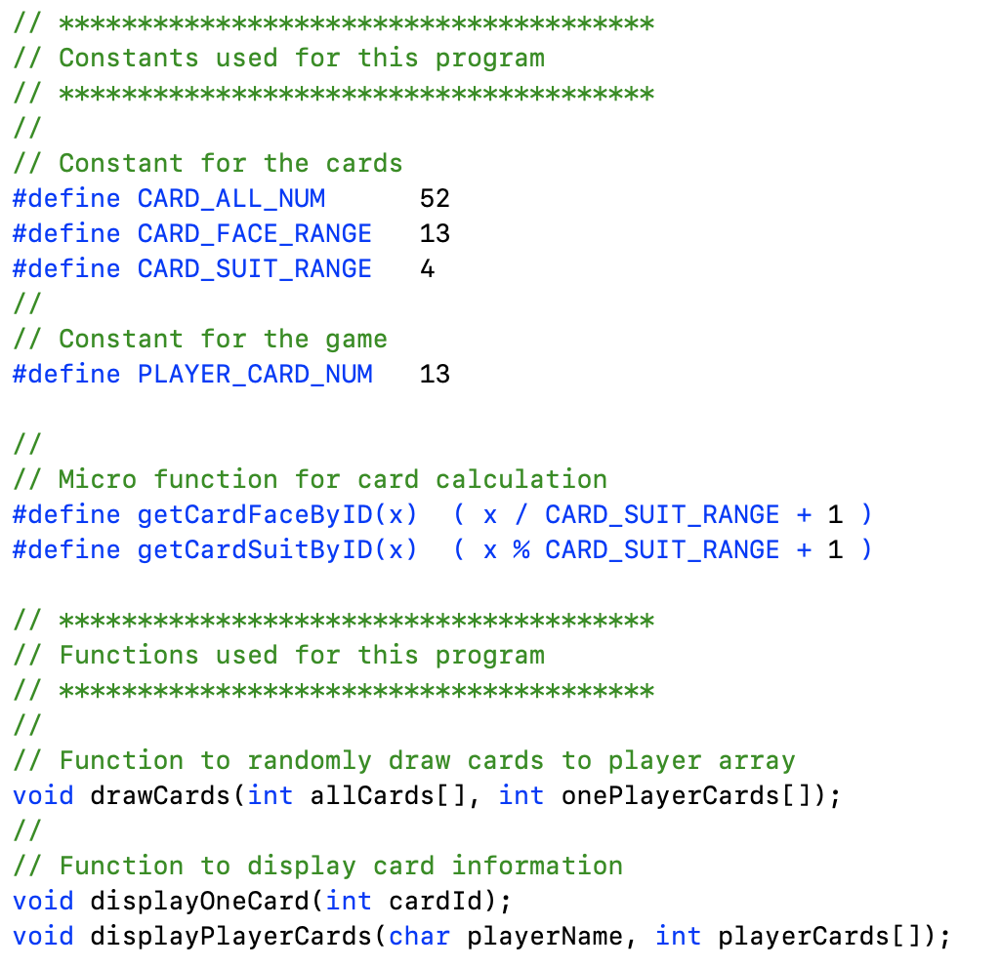 // **************************************
// Constants used for this program
// **************************************
//
// Constant for the cards
#define CARD_ALL_NUM      52
#define CARD_FACE_RANGE   13
#define CARD_SUIT_RANGE   4
//
// Constant for the game
#define PLAYER_CARD_NUM   13

//
// Micro function for card calculation
#define getCardFaceByID(x)  ( x / CARD_SUIT_RANGE + 1 )
#define getCardSuitByID(x)  ( x % CARD_SUIT_RANGE + 1 )

// **************************************
// Functions used for this program
// **************************************
//
// Function to randomly draw cards to player array
void drawCards(int allCards[], int onePlayerCards[]);
//
// Function to display card information
void displayOneCard(int cardId);
void displayPlayerCards(char playerName, int playerCards[]);